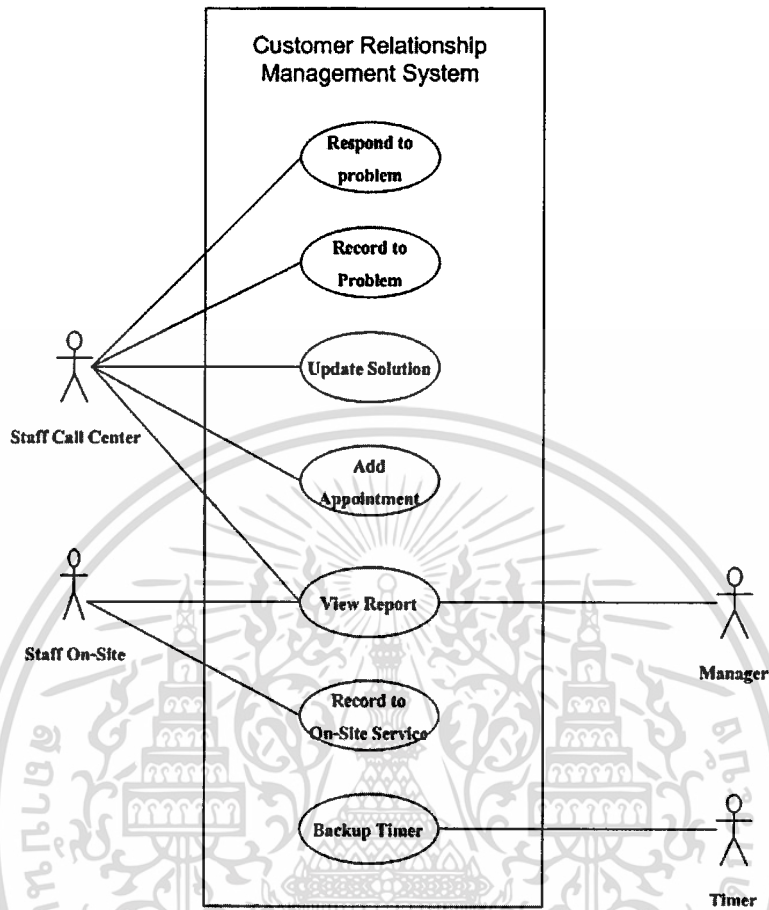 Customer Relationship
Management System
Respond to
problem
Record to
Problem
Update Solution
Staff Call Center
Add
Appointment
View Report
Staff On-Site
Manager
Record to
On-Site Service
Backup Timer
Timer